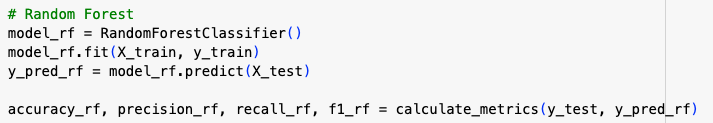 # Random Forest
model_rf = RandomForestClassifier()
model_rf.fit(X_train, y_train)
y_pred_rf = model_rf.predict(X_test)
accuracy_rf, precision_rf, recall_rf, f1_rf = calculate_metrics(y_test, y_pred_rf)